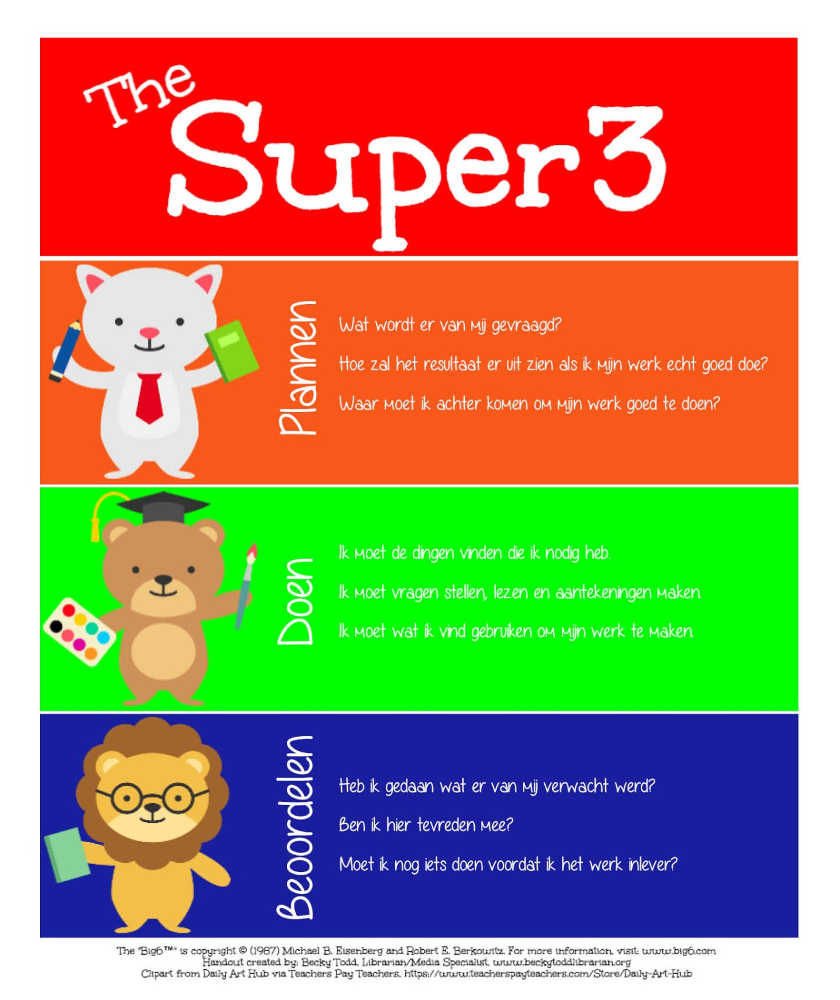 The
Super3
Plannen
Wat wordt er van mij gevraagd?
Hoe zal het resultaat er uit zien als ik mijn werk echt goed doe?
Waar moet ik achter komen om mijn werk goed te doen?
Doen
Ik moet de dingen vinden die ik nodig heb.
Ik moet vragen stellen, lezen en aantekeningen maken.
Ik moet wat ik vind gebruiken om mijn werk te maken.
Beoordelen
Heb ik gedaan wat er van mij verwacht werd?
Ben ik hier tevreden mee?
Moet ik nog iets doen voordat ik het werk inlever?
The "Big6™" is copyright © (1987) Michael B. Eisenberg and Robert E. Berkowitz. For more information, visit: www.big6.com
Handout created by: Becky Todd, Librarian/Media Specialist, www.beckytoddlibrarian.org
Clipart from Daily Art Hub via Teachers Pay Teachers, https://www.teacherspayteachers.com/Store/Daily-Art-Hub